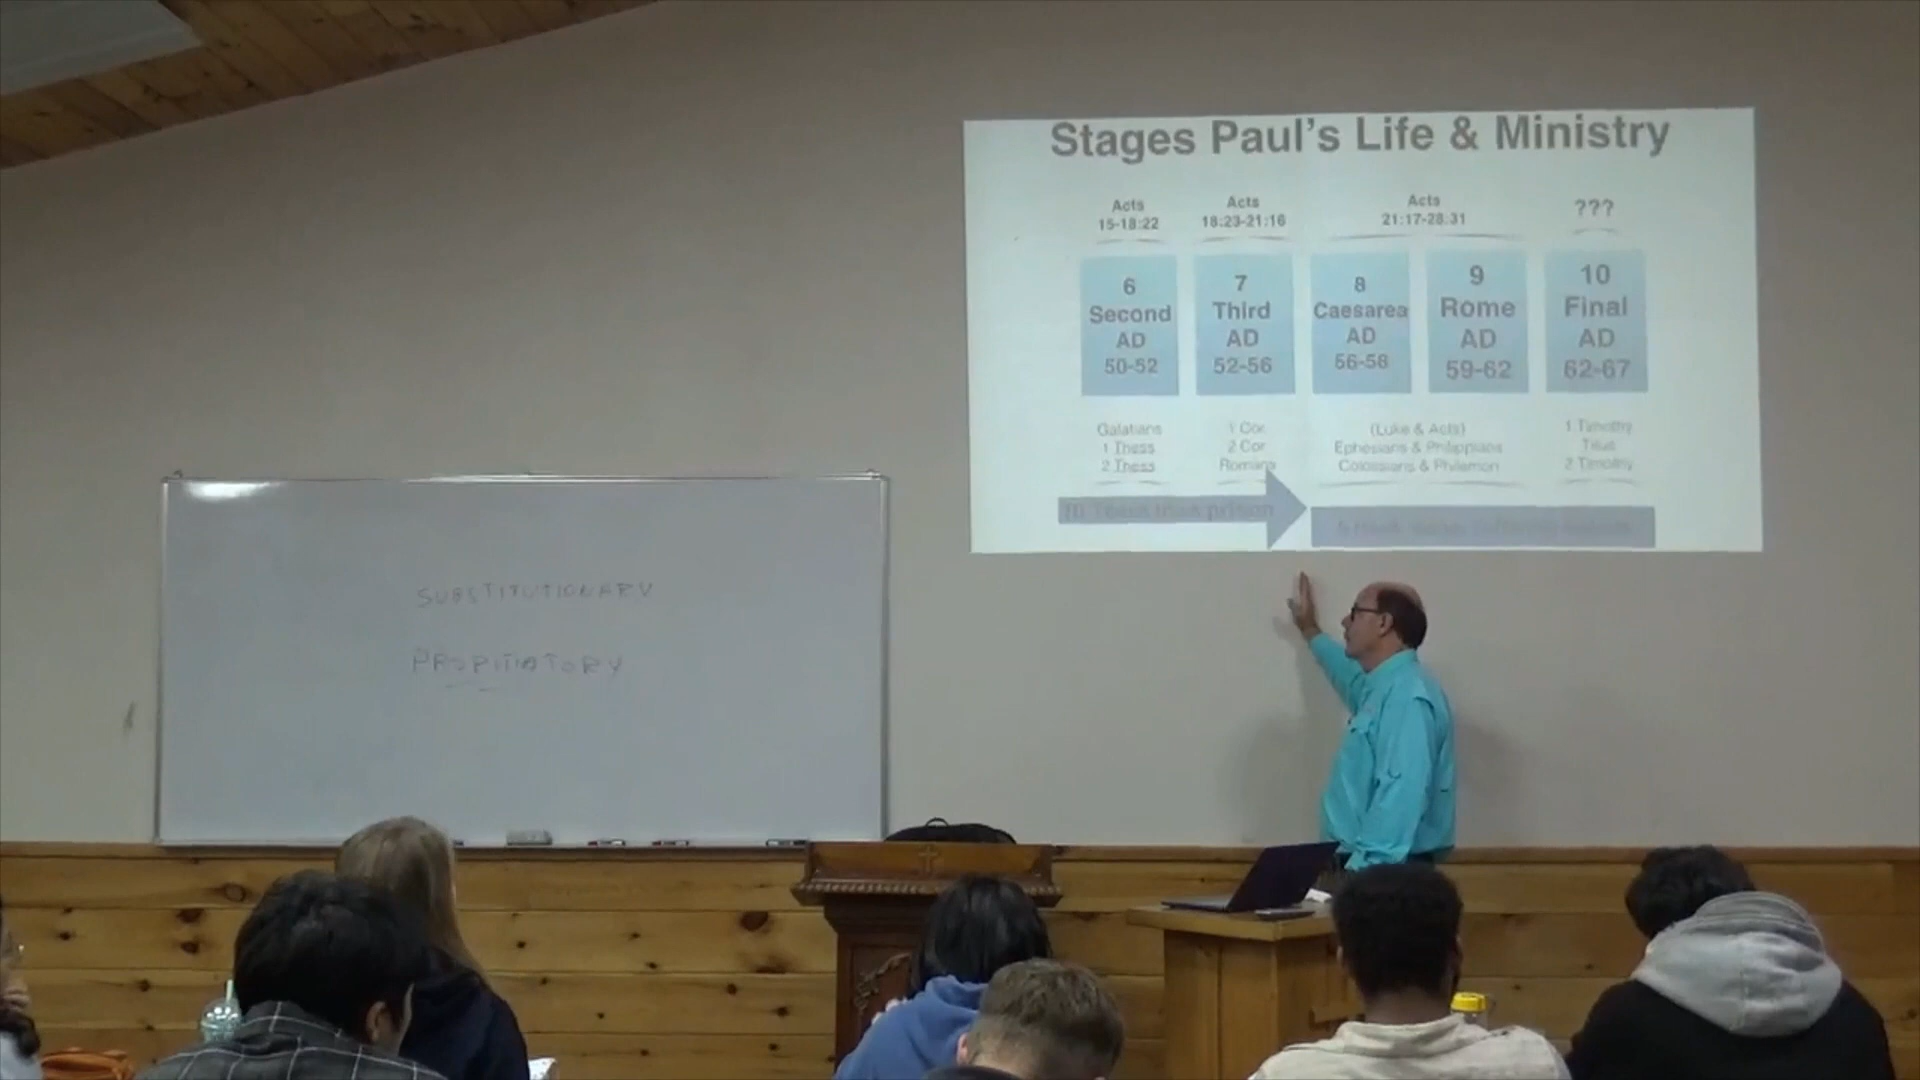 Stages Paul's Life & Ministry
Acts
15-18:22
Acts
18:23-21:16
Acts
21:17-28:31
???
6
Second
AD
50-52
7
Third
AD
52-56
8
Caesarea
AD
56-58
9
Rome
AD
59-62
10
Final
AD
62-67
Galatians
1 Thess
2 Thess
1 Cor
2 Cor
Romans
(Luke & Acts)
Ephesians & Philippians
Colossians & Philemon
1 Timothy
Titus
2 Timothy
prison
SUBSTITUTIONARY
PROPITIATORY